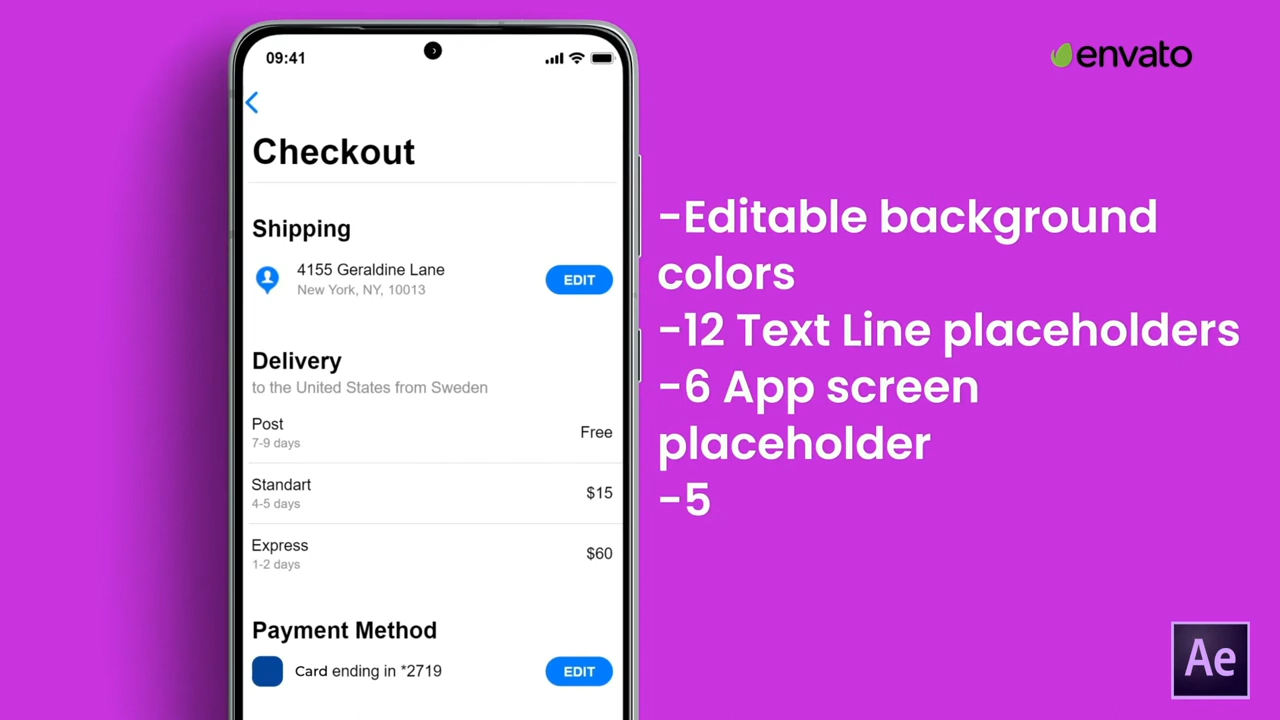 09:41
envato
Checkout
Shipping
4155 Geraldine Lane
New York, NY, 10013
EDIT
Delivery
to the United States from Sweden
Post
7-9 days
Free
Standart
4-5 days
$15
Express
1-2 days
$60
Payment Method
Card ending in *2719
EDIT
-Editable background
colors
-12 Text Line placeholders
-6 App screen
placeholder
-5
Ae